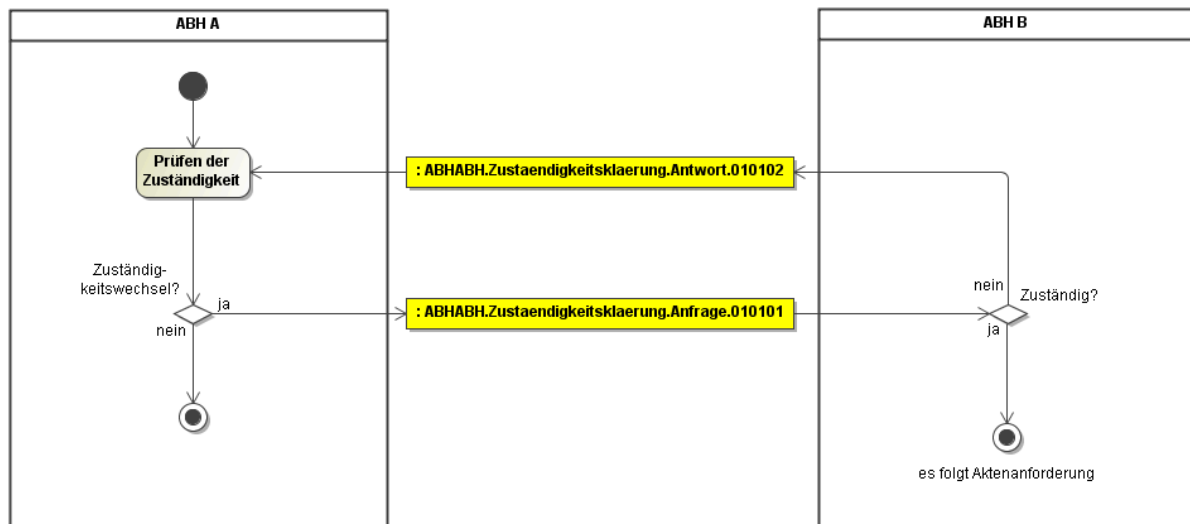 ABH A
ABH B
Prüfen der
Zuständigkeit
: ABHABH.Zustaendigkeitsklaerung.Antwort.010102
Zuständig-
keitswechsel?
ja
nein
: ABHABH.Zustaendigkeitsklaerung.Anfrage.010101
nein
Zuständig?
ja
es folgt Aktenanforderung